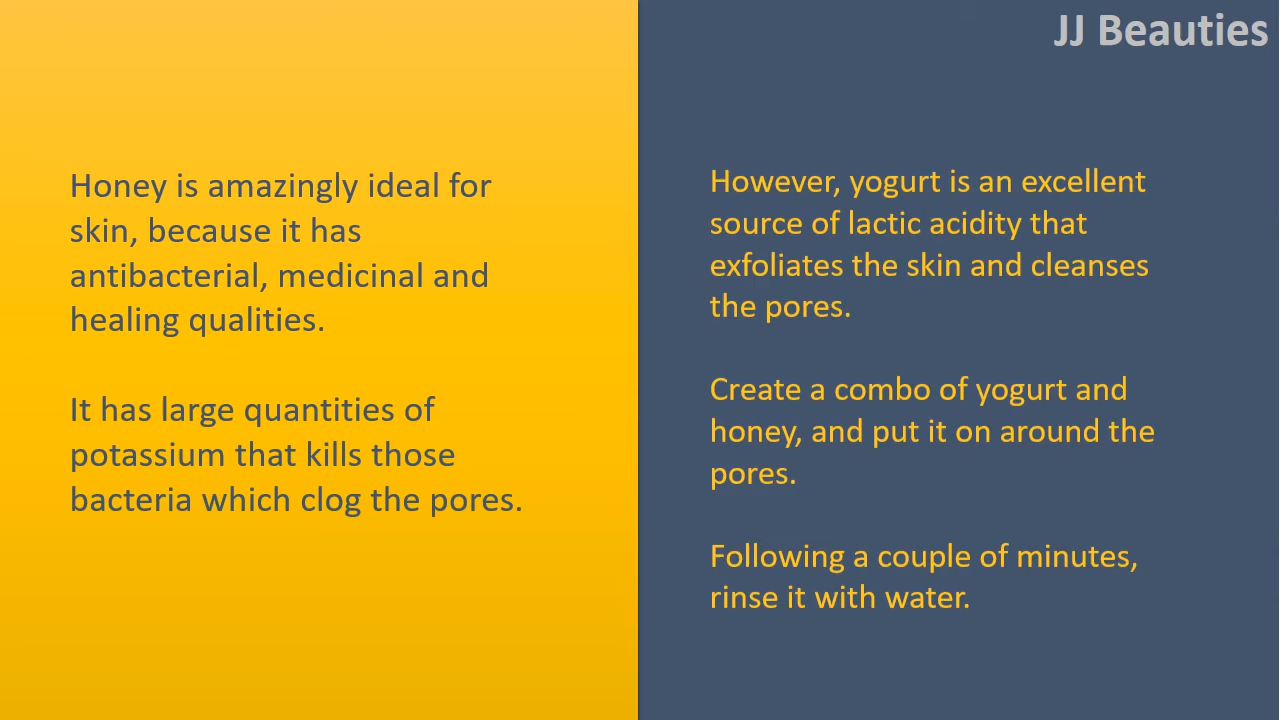 JJ Beauties
Honey is amazingly ideal for
skin, because it has
antibacterial, medicinal and
healing qualities.
It has large quantities of
potassium that kills those
bacteria which clog the pores.
However, yogurt is an excellent
source of lactic acidity that
exfoliates the skin and cleanses
the pores.
Create a combo of yogurt and
honey, and put it on around the
pores.
Following a couple of minutes,
rinse it with water.